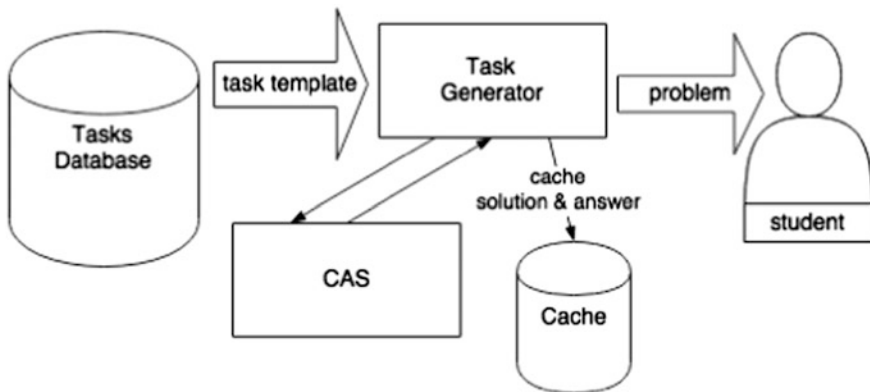 Tasks
Database
task template
Task
Generator
problem
student
cache
solution & answer
CAS
Cache